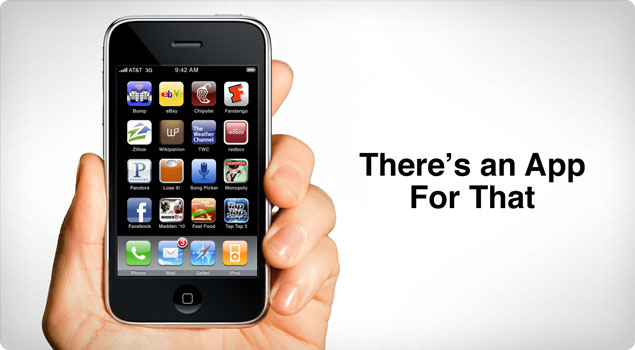 AT&T 3G 9:42 AM
Bump eBay Chipotle Fandango
Zillow Wikipanion TWC redbox
Pandora Lose It! Song Picker Monopoly
Facebook Madden '10 Fast Food Tap Tap 3
3
Phone Mail Safari iPod
There's an App
For That